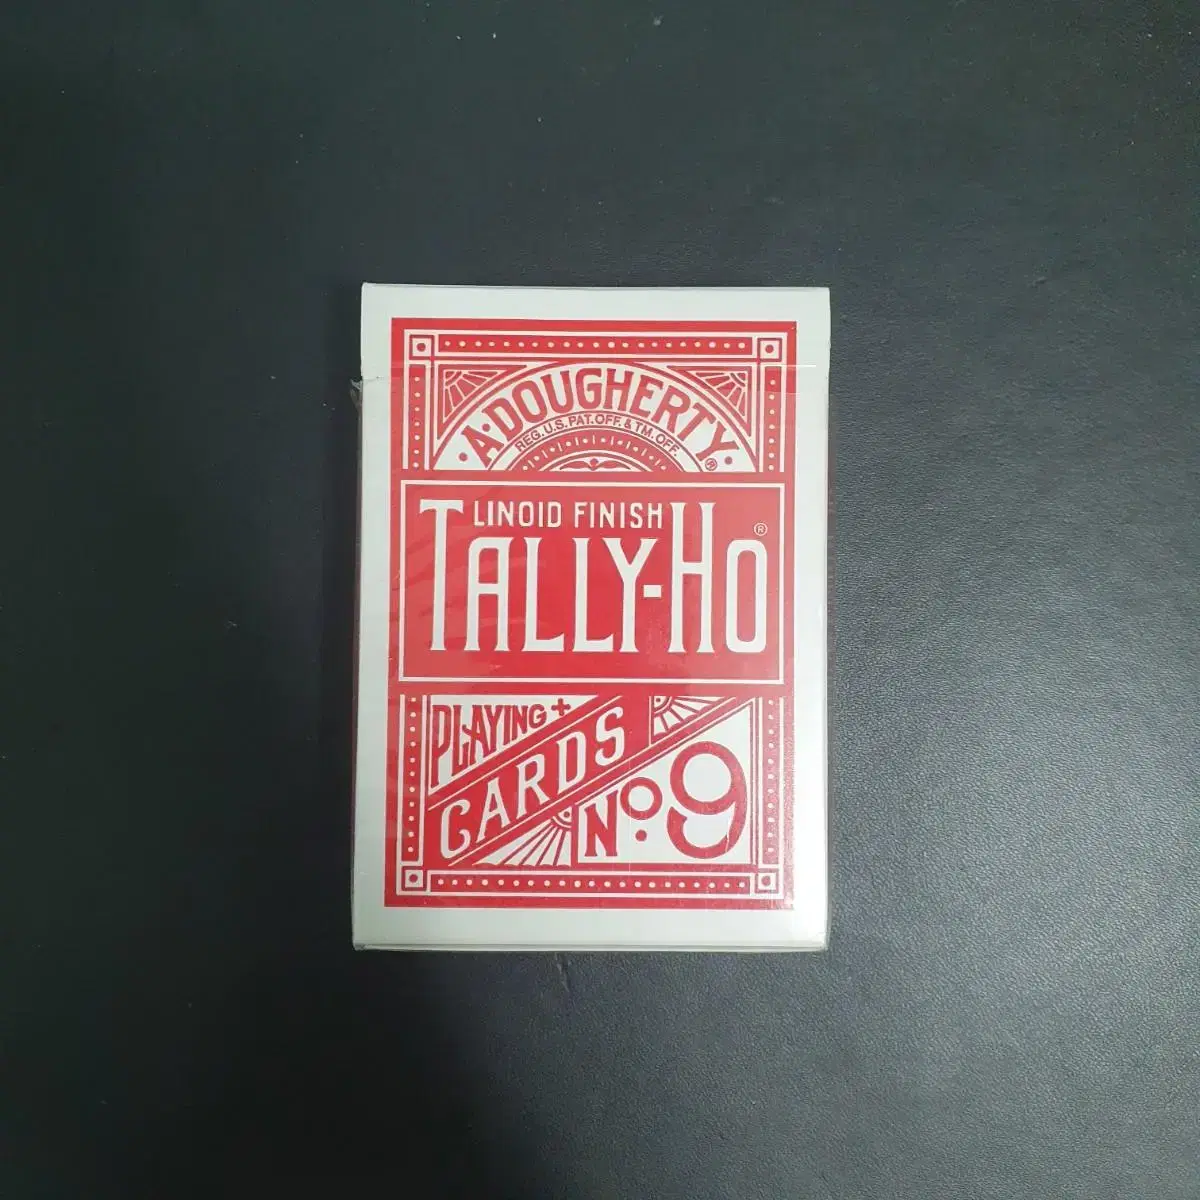 A·DOUGHERTY®
REG. U.S. PAT. OFF. & TM. OFF.
LINOID FINISH
TALLY-HO®
PLAYING +
CARDS
No. 9